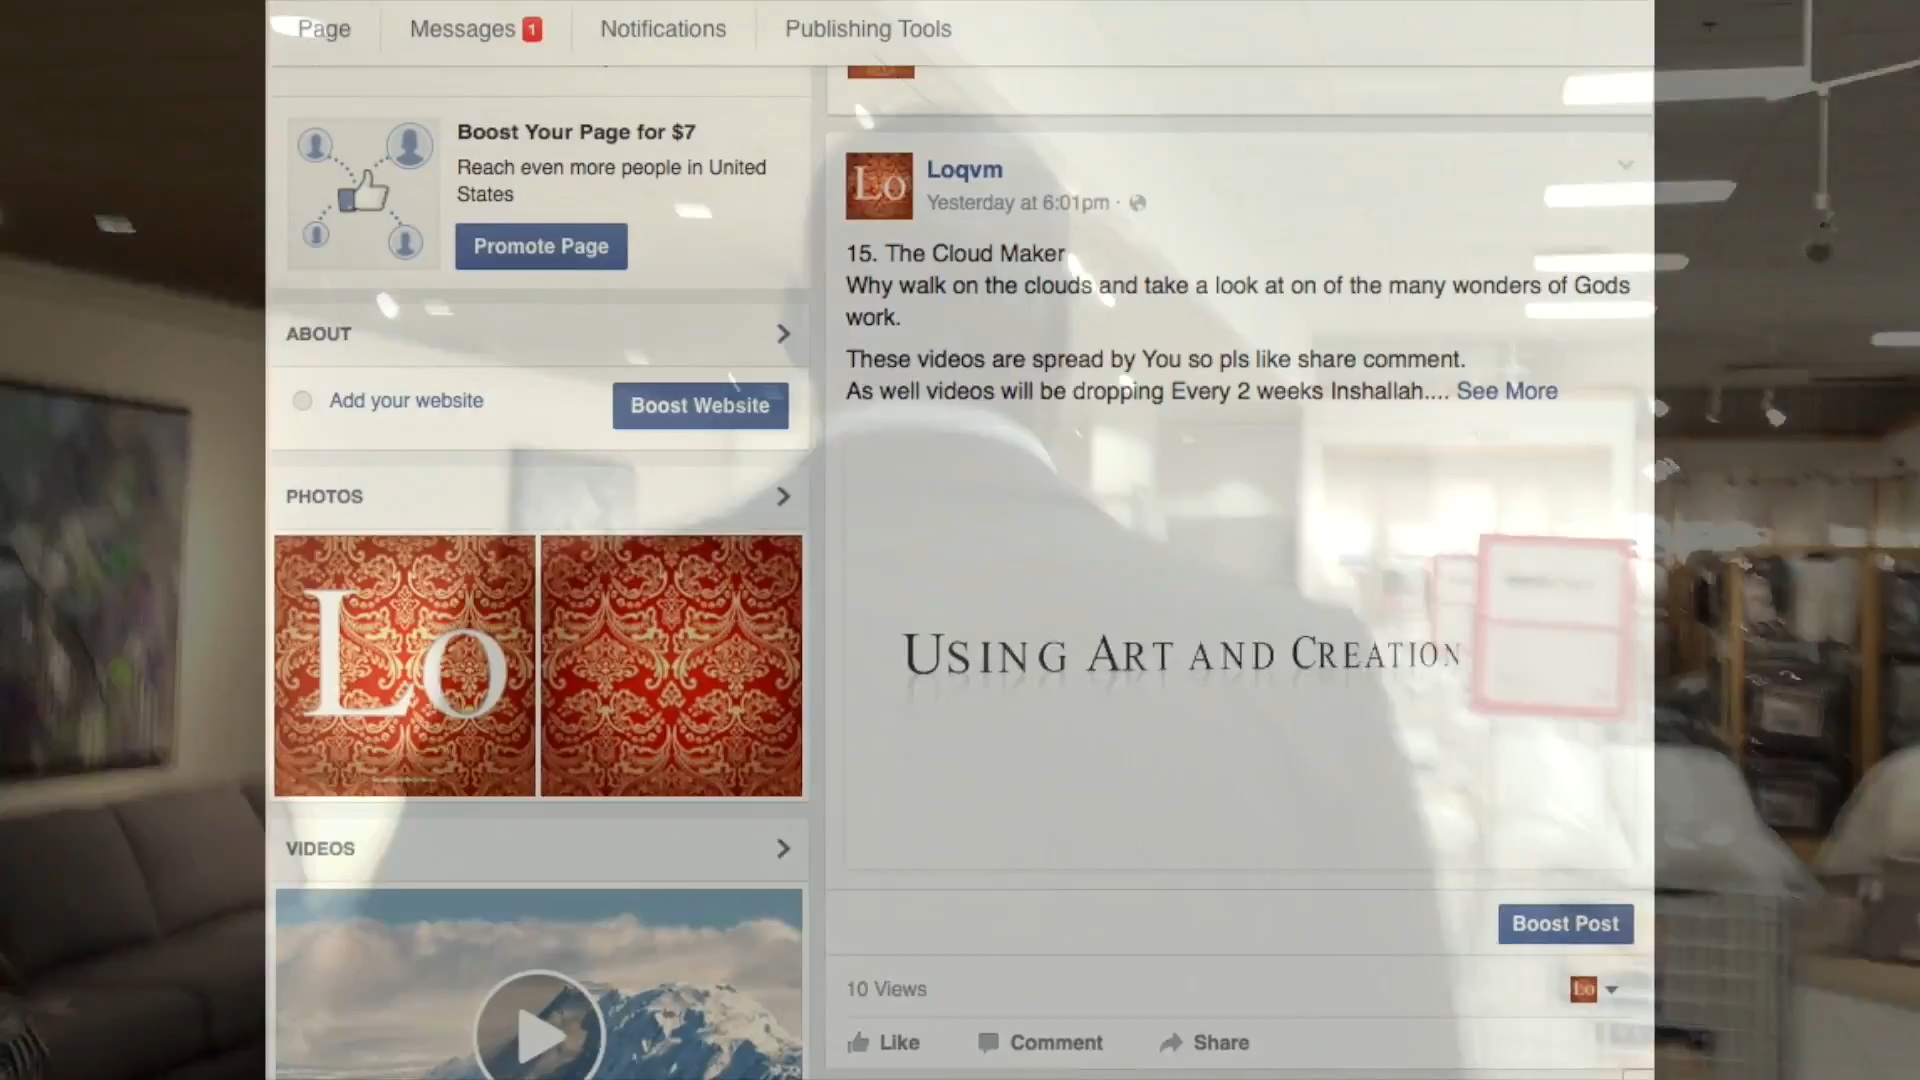 Page
Messages 1
Notifications
Publishing Tools
Boost Your Page for $7
Reach even more people in United
States
Promote Page
ABOUT
Add your website
Boost Website
PHOTOS
Lo
VIDEOS
Lo
Loqvm
Yesterday at 6:01pm ·
15. The Cloud Maker
Why walk on the clouds and take a look at on of the many wonders of Gods
work.
These videos are spread by You so pls like share comment.
As well videos will be dropping Every 2 weeks Inshallah.... See More
USING ART AND CREATION
Boost Post
10 Views
Lo
Like
Comment
Share